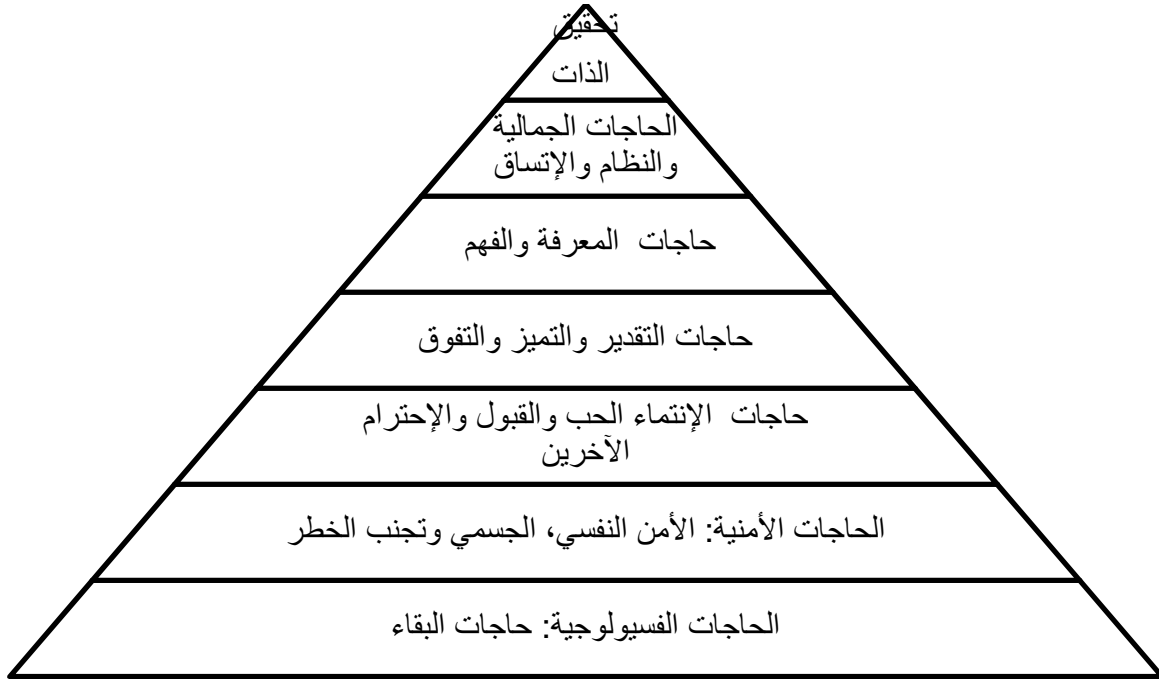 تحقيق
الذات
الحاجات الجمالية
والنظام والإتساق
حاجات المعرفة والفهم
حاجات التقدير والتميز والتفوق
حاجات الإنتماء الحب والقبول والإحترام
الآخرين
الحاجات الأمنية: الأمن النفسي، الجسمي وتجنب الخطر
الحاجات الفسيولوجية: حاجات البقاء